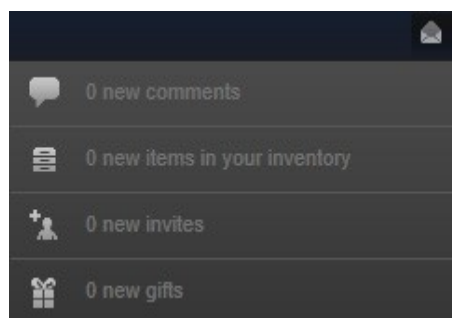 0 new comments
0 new items in your inventory
0 new invites
0 new gifts